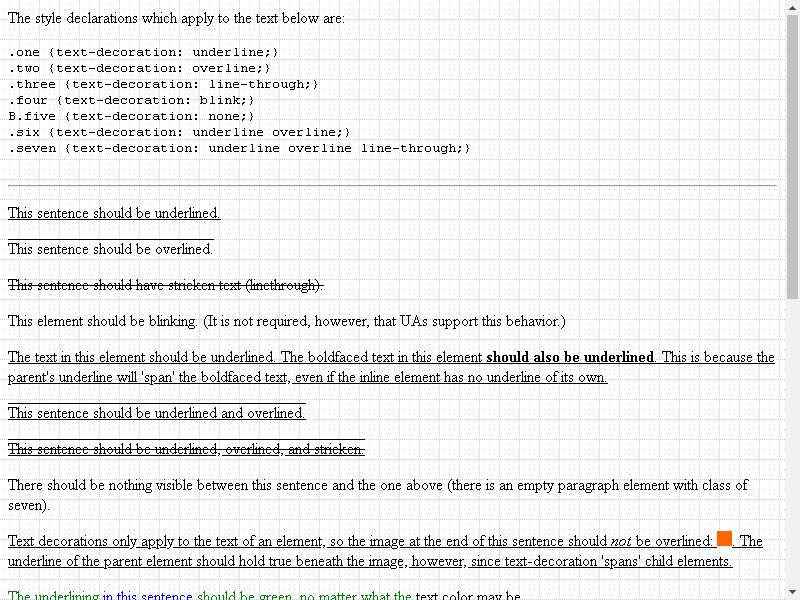 The style declarations which apply to the text below are:
.one {text-decoration: underline;}
.two {text-decoration: overline;}
.three {text-decoration: line-through;}
.four {text-decoration: blink;}
B.five {text-decoration: none;}
.six {text-decoration: underline overline;}
.seven {text-decoration: underline overline line-through;}
This sentence should be underlined.
This sentence should be overlined.
This sentence should have stricken text (linethrough).
This element should be blinking. (It is not required, however, that UAs support this behavior.)
The text in this element should be underlined. The boldfaced text in this element should also be underlined. This is because the
parent's underline will 'span' the boldfaced text, even if the inline element has no underline of its own.
This sentence should be underlined and overlined.
This sentence should be underlined, overlined, and stricken.
There should be nothing visible between this sentence and the one above (there is an empty paragraph element with class of
seven).
Text decorations only apply to the text of an element, so the image at the end of this sentence should not be overlined: . The
underline of the parent element should hold true beneath the image, however, since text-decoration 'spans' child elements.
The underlining in this sentence should be green, no matter what the text color may be.